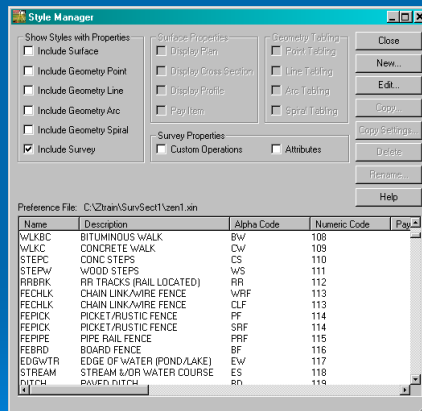 Style Manager
Show Styles with Properties
Include Surface
Include Geometry Point
Include Geometry Line
Include Geometry Arc
Include Geometry Spiral
Include Survey
Surface Properties
Display Plan
Display Cross Section
Display Profile
Pay Item
Geometry Tabling
Point Tabling
Line Tabling
Arc Tabling
Spiral Tabling
Survey Properties
Custom Operations
Attributes
Close
New...
Edit...
Copy...
Copy Settings...
Delete
Rename...
Help
Preference File: C:\Ztrain\SurvSect1\zen1.xin
Name Description Alpha Code Numeric Code Pay
WLKBC BITUMINOUS WALK BW 108
WLKC CONCRETE WALK CW 109
STEPC CONC STEPS CS 110
STEPW WOOD STEPS WS 111
RRBRK RR TRACKS (RAIL LOCATED) RR 112
FECHLK CHAIN LINK/WIRE FENCE WRF 113
FECHLK CHAIN LINK/WIRE FENCE CLF 113
FEPICK PICKET/RUSTIC FENCE PF 114
FEPICK PICKET/RUSTIC FENCE SRF 114
FEPIPE PIPE RAIL FENCE PRF 115
FEBRD BOARD FENCE BF 116
EDGWTR EDGE OF WATER (POND/LAKE) EW 117
STREAM STREAM &/OR WATER COURSE ES 118
DITCH PAVED DITCH BD 119